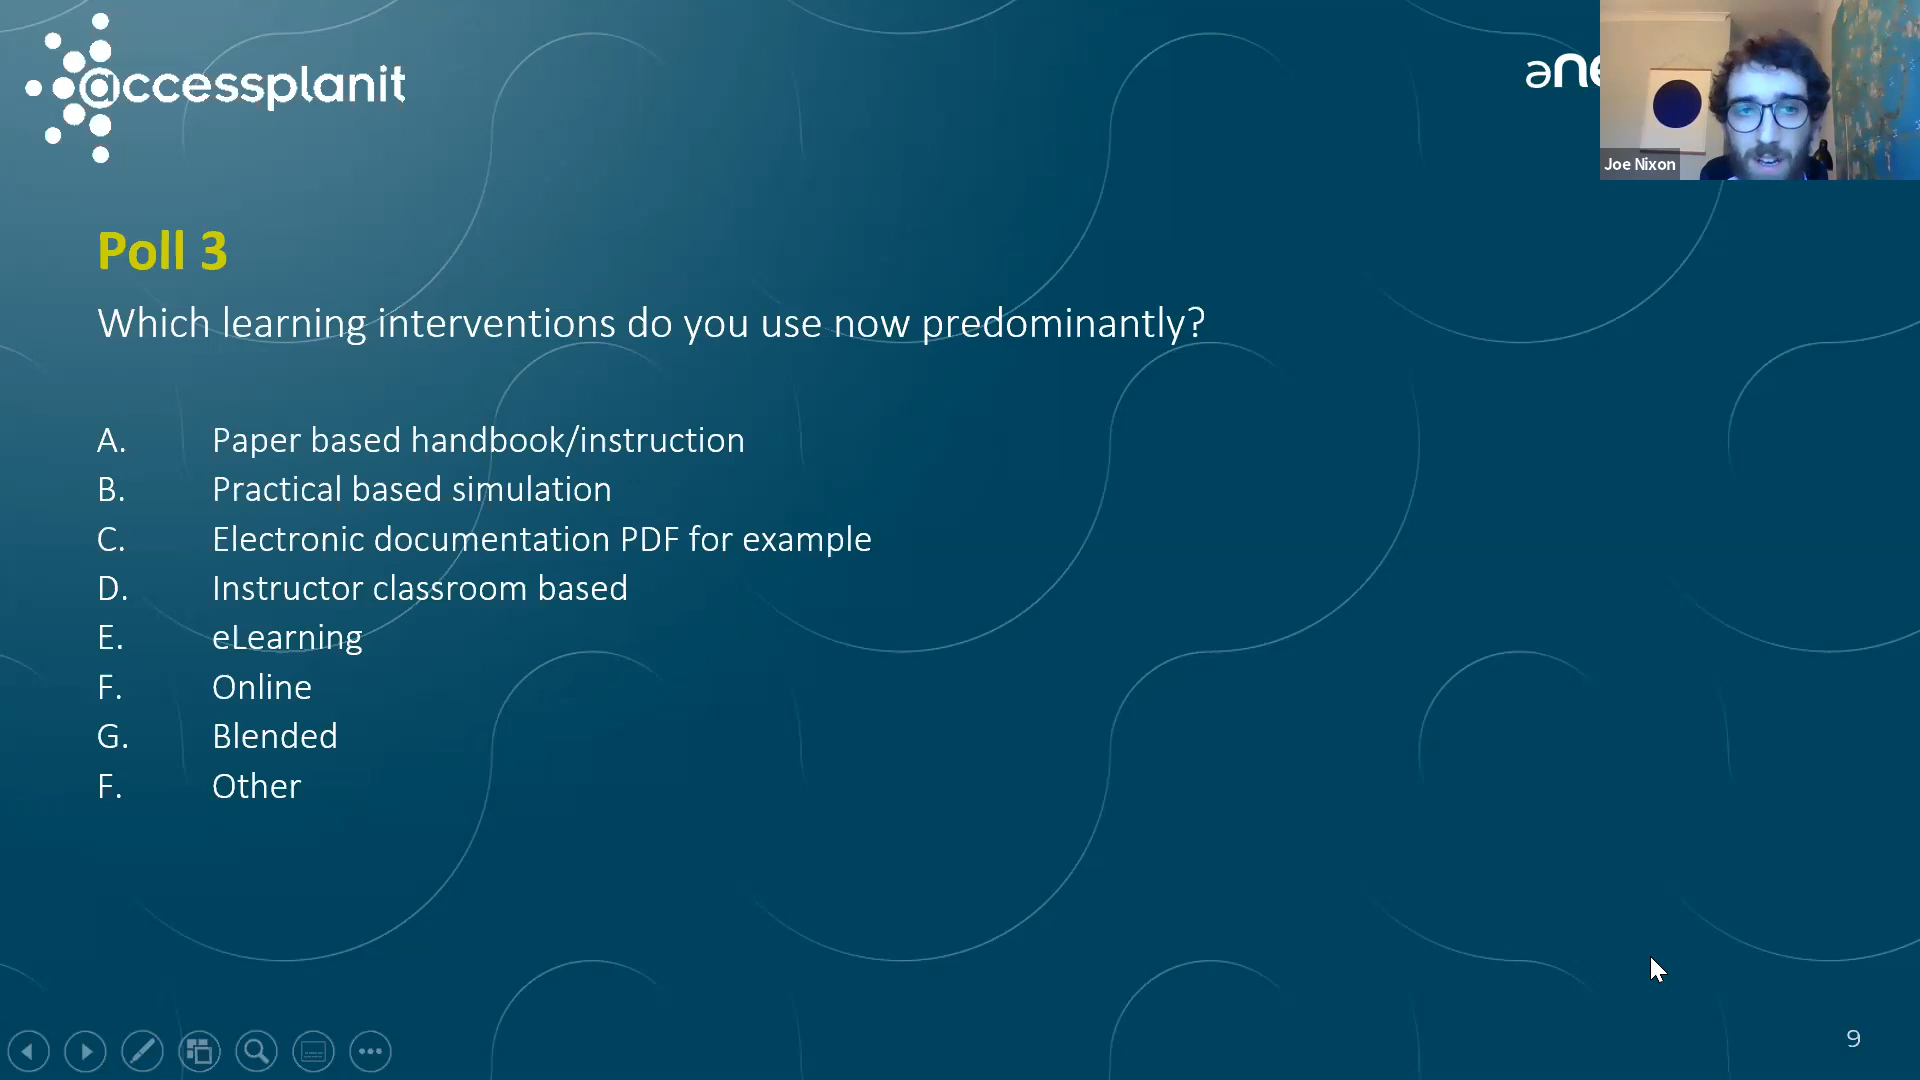 accessplanit
Joe Nixon
Poll 3
Which learning interventions do you use now predominantly?
A. Paper based handbook/instruction
B. Practical based simulation
C. Electronic documentation PDF for example
D. Instructor classroom based
E. eLearning
F. Online
G. Blended
F. Other
9